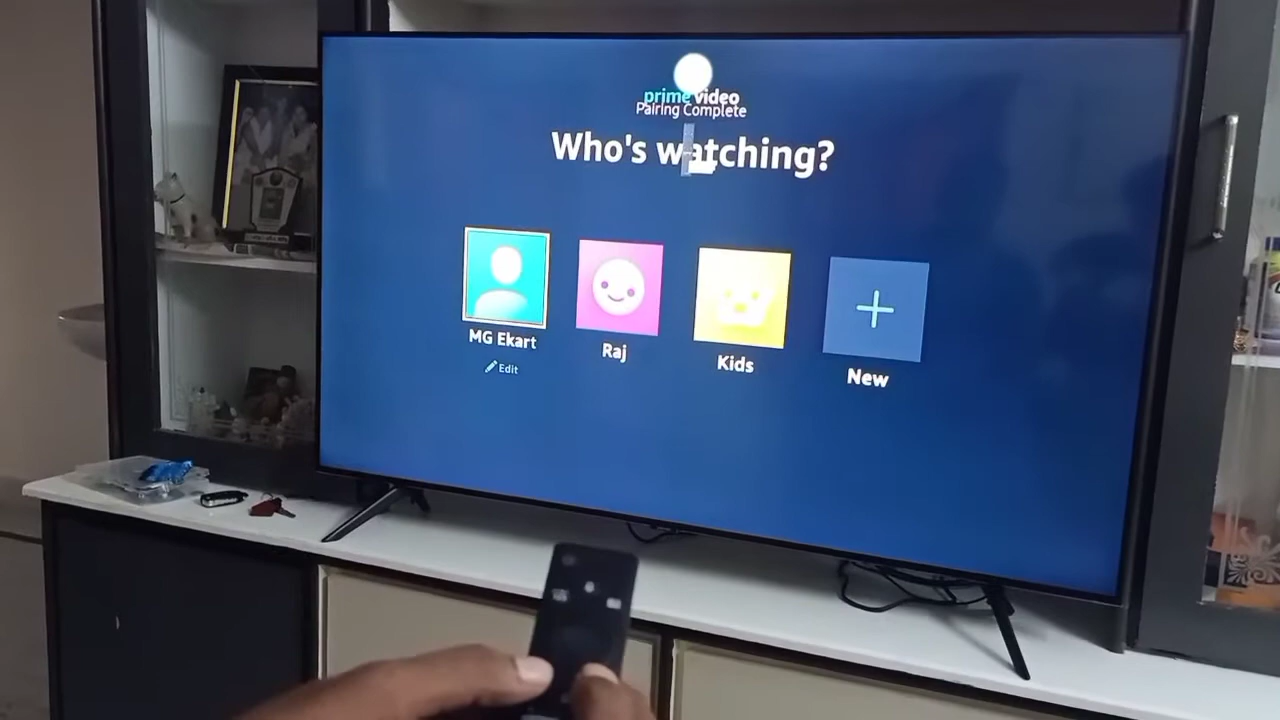 prime video
Pairing Complete
Who's watching?
MG Ekart
Raj
Kids
New
Edit